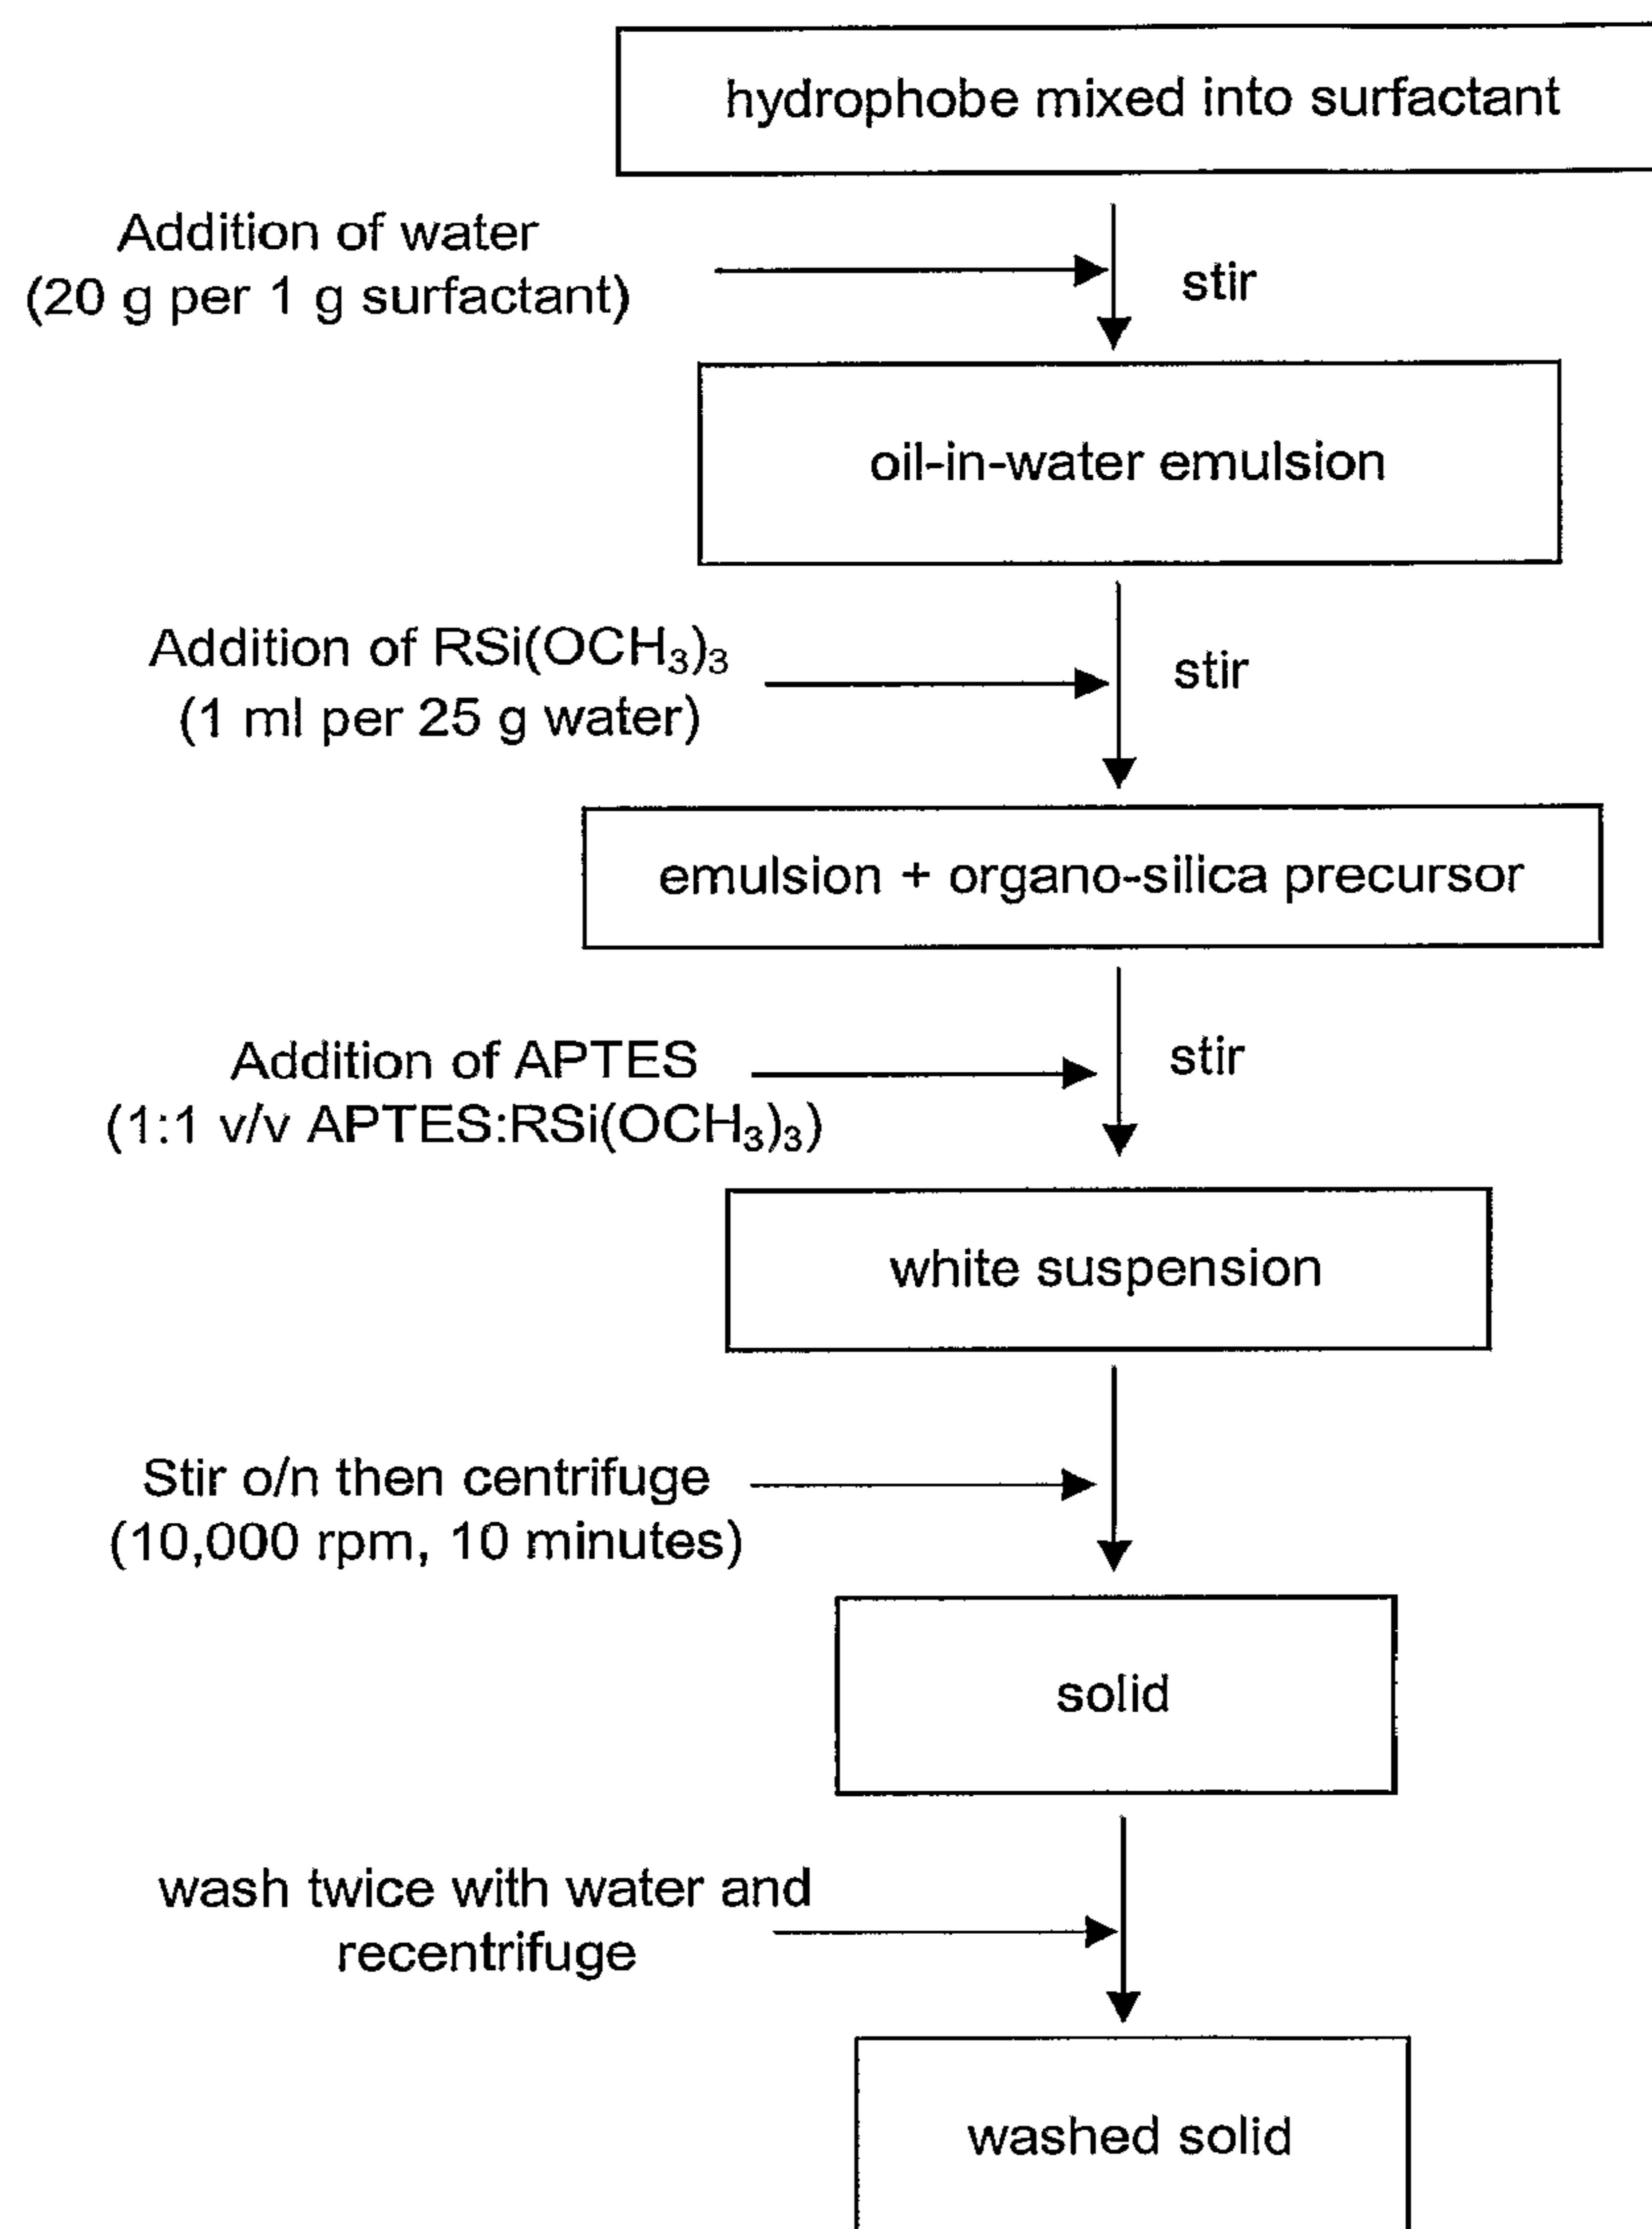 hydrophobe mixed into surfactant
Addition of water
(20 g per 1 g surfactant)
stir
oil-in-water emulsion
Addition of RSi(OCH₃)₃
(1 ml per 25 g water)
stir
emulsion + organo-silica precursor
Addition of APTES
(1:1 v/v APTES:RSi(OCH₃)₃)
stir
white suspension
Stir o/n then centrifuge
(10,000 rpm, 10 minutes)
solid
wash twice with water and
recentrifuge
washed solid